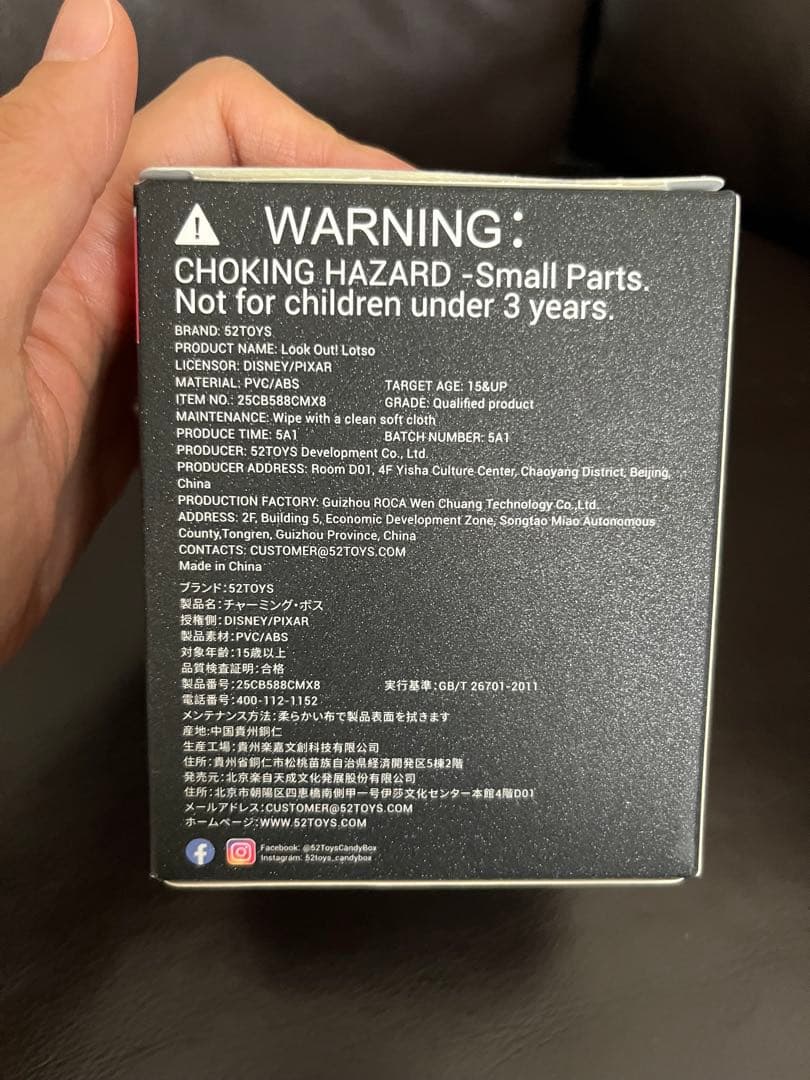 WARNING:
CHOKING HAZARD -Small Parts.
Not for children under 3 years.
BRAND: 52TOYS
PRODUCT NAME: Look Out! Lotso
LICENSOR: DISNEY/PIXAR
MATERIAL: PVC/ABS TARGET AGE: 15&UP
ITEM NO.: 25CB588CMX8 GRADE: Qualified product
MAINTENANCE: Wipe with a clean soft cloth
PRODUCE TIME: 5A1 BATCH NUMBER: 5A1
PRODUCER: 52TOYS Development Co., Ltd.
PRODUCER ADDRESS: Room D01, 4F Yisha Culture Center, Chaoyang District, Beijing,
China
PRODUCTION FACTORY: Guizhou ROCA Wen Chuang Technology Co.,Ltd.
ADDRESS: 2F, Building 5, Economic Development Zone, Songtao Miao Autonomous
County,Tongren, Guizhou Province, China
CONTACTS: CUSTOMER@52TOYS.COM
Made in China
ブランド:52TOYS
製品名:チャーミング・ボス
授権側:DISNEY/PIXAR
製品素材:PVC/ABS
対象年齢:15歳以上
品質検査証明:合格
製品番号:25CB588CMX8 実行基準:GB/T 26701-2011
電話番号:400-112-1152
メンテナンス方法:柔らかい布で製品表面を拭きます
産地:中国貴州銅仁
生産工場:貴州楽嘉文創科技有限公司
住所:貴州省銅仁市松桃苗族自治県経済開発区5棟2階
発売元:北京楽自天成文化発展股份有限公司
住所:北京市朝陽区四恵橋南側甲一号伊莎文化センター本館4階D01
メールアドレス:CUSTOMER@52TOYS.COM
ホームページ:WWW.52TOYS.COM
Facebook: @52ToysCandyBox
Instagram: 52toys_candybox